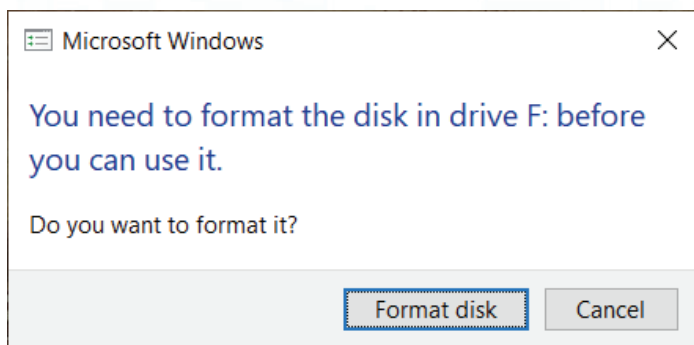 Microsoft Windows
You need to format the disk in drive F: before
you can use it.
Do you want to format it?
Format disk
Cancel